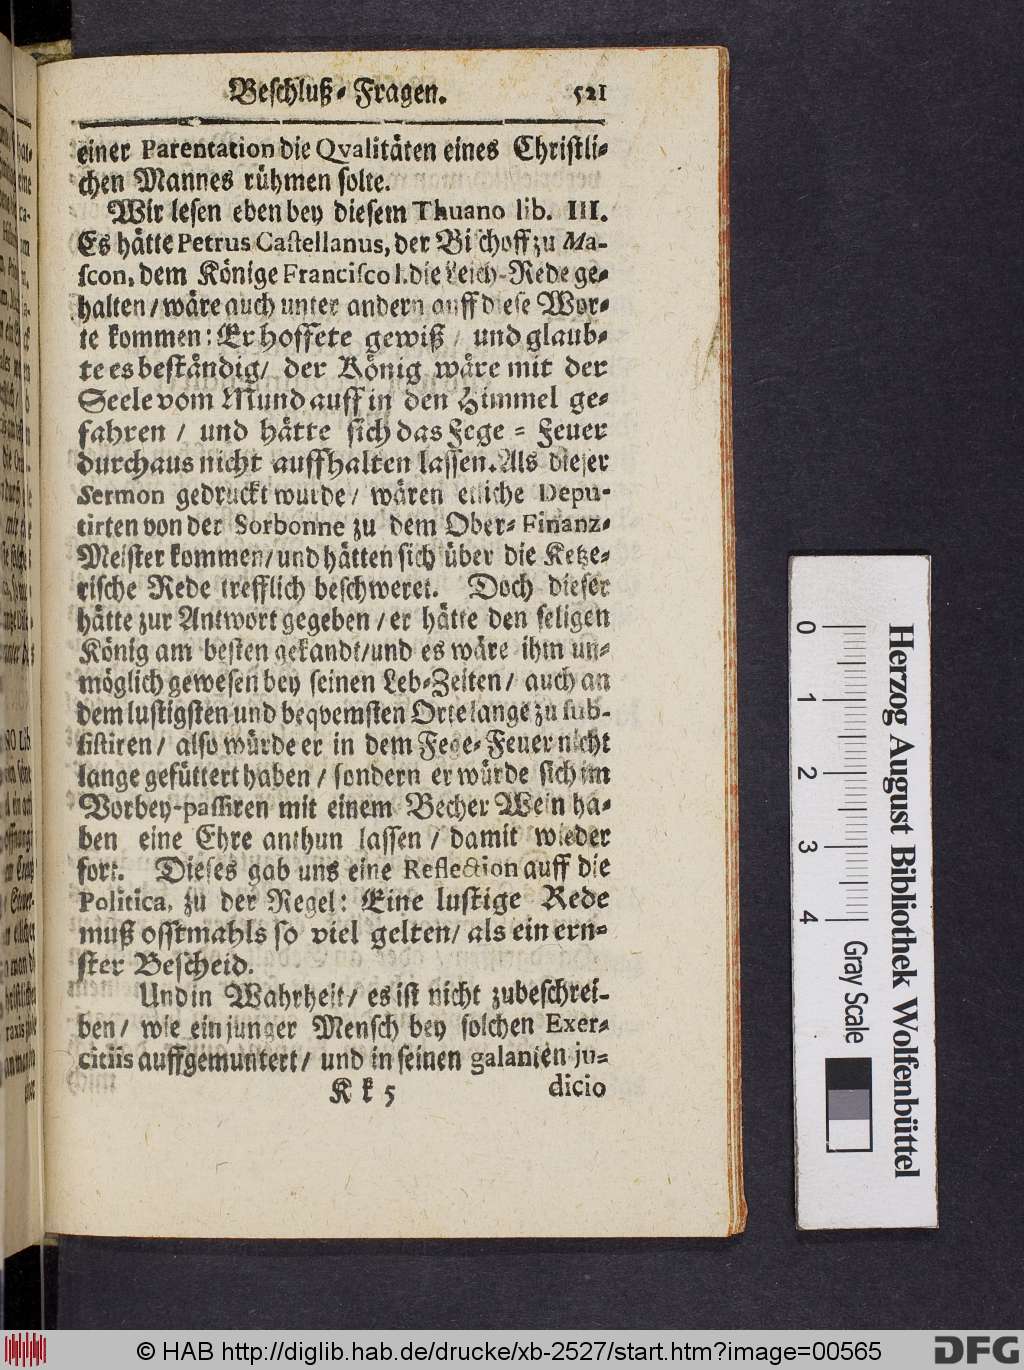 Beschluß-Fragen. 521
einer Parentation die Qvalitäten eines Christli-
chen Mannes rühmen solte.
Wir lesen eben bey diesem Thuano lib. III.
Es hätte Petrus Castellanus, der Bischoff zu Ma-
scon, dem Könige Francisco I. die Leich-Rede ge-
halten / wäre auch unter andern auff diese Wor-
te kommen: Er hoffete gewiß / und glaub-
te es beständig / der König wäre mit der
Seele vom Mund auff in den Himmel ge-
fahren / und hätte sich das Fege-Feuer
durchaus nicht auffhalten lassen. Als dieser
Sermon gedruckt wurde / wären etliche Depu-
tirten von der Sorbonne zu dem Ober-Finanz-
Meister kommen / und hätten sich über die Ketze-
rische Rede trefflich beschweret. Doch dieser
hätte zur Antwort gegeben / er hätte den seligen
König am besten gekandt / und es wäre ihm un-
möglich gewesen bey seinen Leb-Zeiten / auch an
dem lustigsten und beqvemsten Orte lange zu sub-
sistiren / also würde er in dem Fege-Feuer nicht
lange gefüttert haben / sondern er würde sich im
Vorbey-passiren mit einem Becher Wein ha-
ben eine Ehre anthun lassen / damit wieder
fort. Dieses gab uns eine Reflection auff die
Politica, zu der Regel: Eine lustige Rede
muß offtmahls so viel gelten / als ein ern-
ster Bescheid.
Und in Wahrheit / es ist nicht zubeschrei-
ben / wie ein junger Mensch bey solchen Exer-
citiis auffgemuntert / und in seinen galanten ju-
K k 5 dicio
0 1 2 3 4 Gray Scale
Herzog August Bibliothek Wolfenbüttel
© HAB http://diglib.hab.de/drucke/xb-2527/start.htm?image=00565
DFG